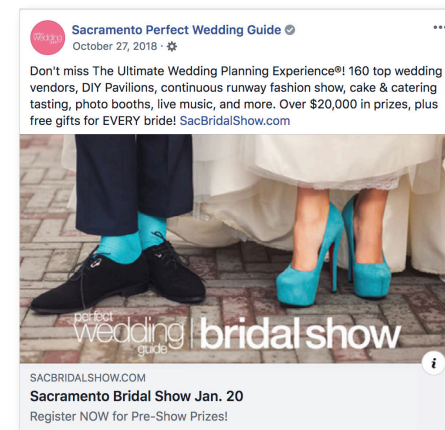 Sacramento Perfect Wedding Guide
October 27, 2018 ·
Don't miss The Ultimate Wedding Planning Experience®! 160 top wedding
vendors, DIY Pavilions, continuous runway fashion show, cake & catering
tasting, photo booths, live music, and more. Over $20,000 in prizes, plus
free gifts for EVERY bride! SacBridalShow.com
perfect
wedding
guide
bridal show
SACBRIDALSHOW.COM
Sacramento Bridal Show Jan. 20
Register NOW for Pre-Show Prizes!